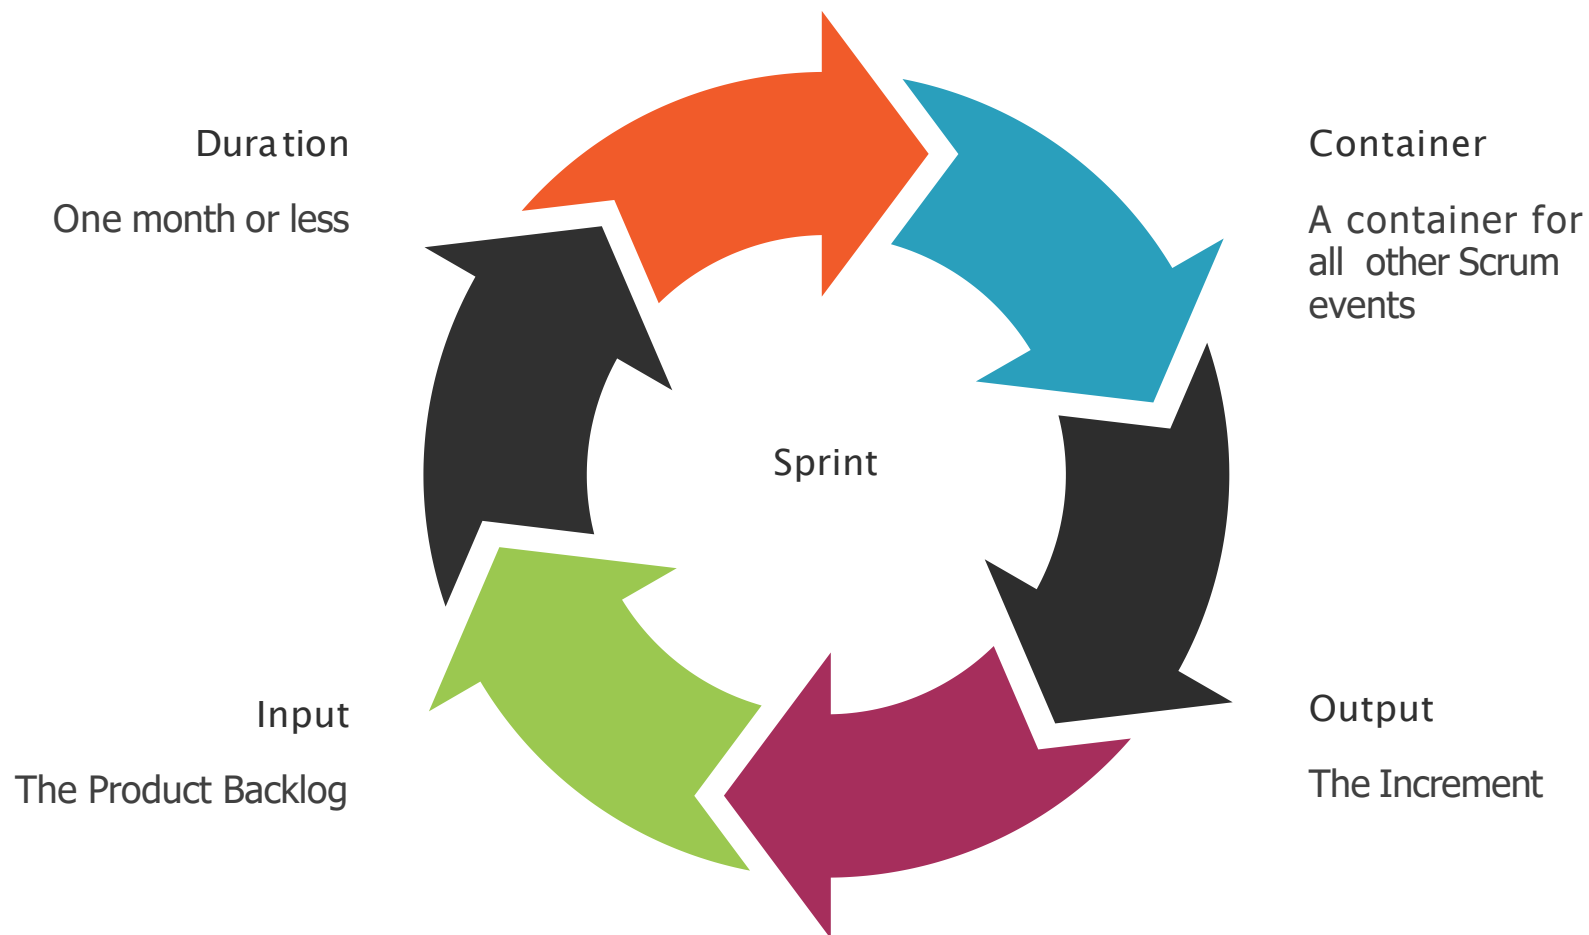 Duration
One month or less
Container
A container for
all other Scrum
events
Sprint
Input
The Product Backlog
Output
The Increment